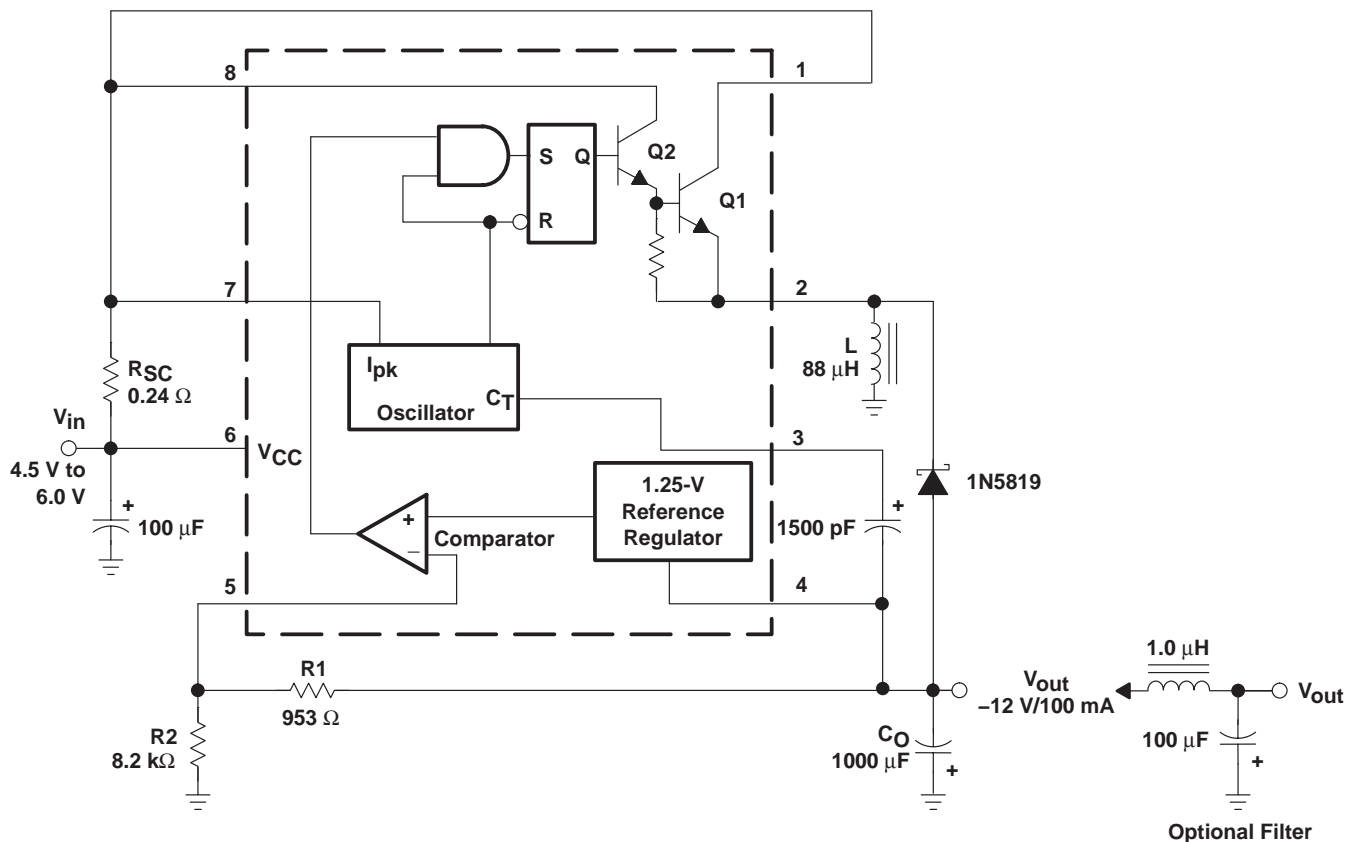 8
1
S
Q
Q2
R
Q1
7
2
Ipk
Oscillator
CT
L
88 μH
RSC
0.24 Ω
Vin
4.5 V to
6.0 V
6
VCC
3
1N5819
+
100 μF
+
−
Comparator
1.25-V
Reference
Regulator
+
1500 pF
5
4
R1
953 Ω
R2
8.2 kΩ
Vout
–12 V/100 mA
1.0 μH
Vout
CO
1000 μF
+
100 μF
+
Optional Filter